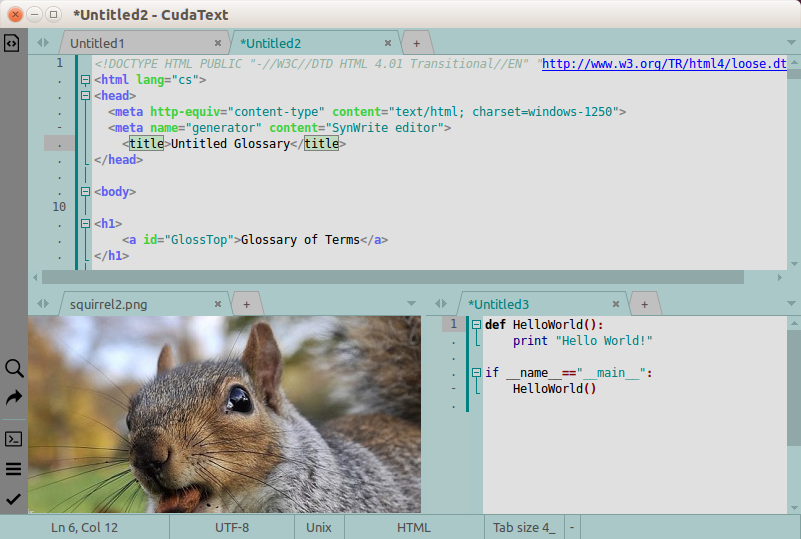 *Untitled2 - CudaText
Untitled1
*Untitled2
+
1 <!DOCTYPE HTML PUBLIC "-//W3C//DTD HTML 4.01 Transitional//EN" "http://www.w3.org/TR/html4/loose.dt
. <html lang="cs">
. <head>
. <meta http-equiv="content-type" content="text/html; charset=windows-1250">
- <meta name="generator" content="SynWrite editor">
. <title>Untitled Glossary</title>
. </head>
.
. <body>
10
. <h1>
. <a id="GlossTop">Glossary of Terms</a>
. </h1>
squirrel2.png
+
*Untitled3
+
1 def HelloWorld():
. print "Hello World!"
.
. if __name__=="__main__":
- HelloWorld()
.
Ln 6, Col 12
UTF-8
Unix
HTML
Tab size 4_
-